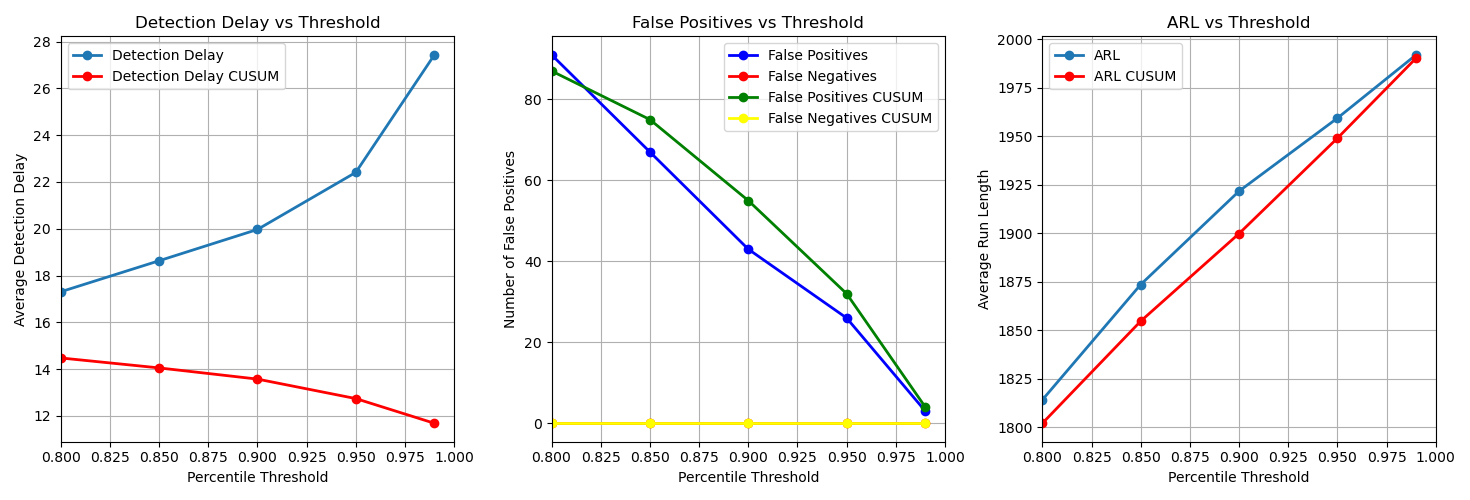 Detection Delay vs Threshold
Detection Delay
Detection Delay CUSUM
Average Detection Delay
28
26
24
22
20
18
16
14
12
0.800 0.825 0.850 0.875 0.900 0.925 0.950 0.975 1.000
Percentile Threshold
False Positives vs Threshold
False Positives
False Negatives
False Positives CUSUM
False Negatives CUSUM
Number of False Positives
80
60
40
20
0
0.800 0.825 0.850 0.875 0.900 0.925 0.950 0.975 1.000
Percentile Threshold
ARL vs Threshold
ARL
ARL CUSUM
Average Run Length
2000
1975
1950
1925
1900
1875
1850
1825
1800
0.800 0.825 0.850 0.875 0.900 0.925 0.950 0.975 1.000
Percentile Threshold